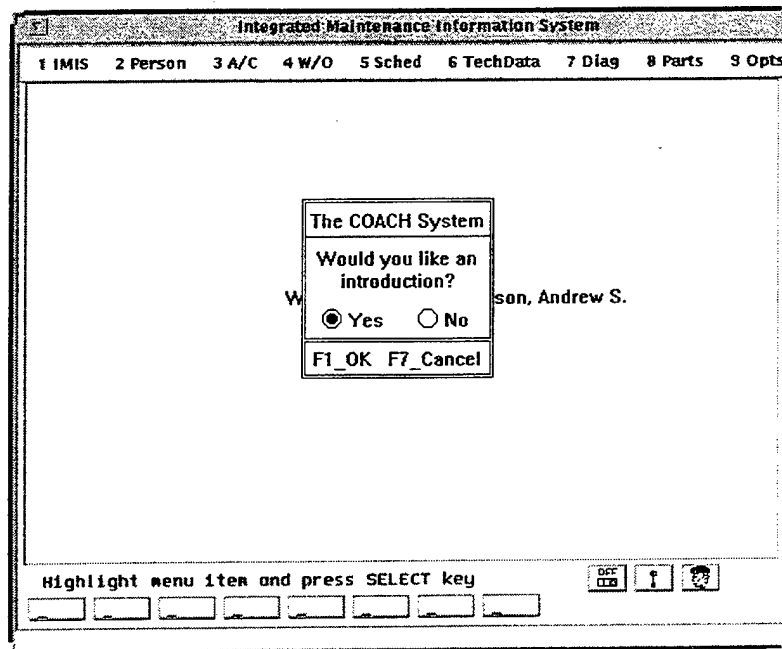 Integrated Maintenance Information System
1 IMIS 2 Person 3 A/C 4 W/O 5 Sched 6 TechData 7 Diag 8 Parts 9 Opts
The COACH System
Would you like an
introduction?
W son, Andrew S.
Yes No
F1_OK F7_Cancel
Highlight menu item and press SELECT key
OFF